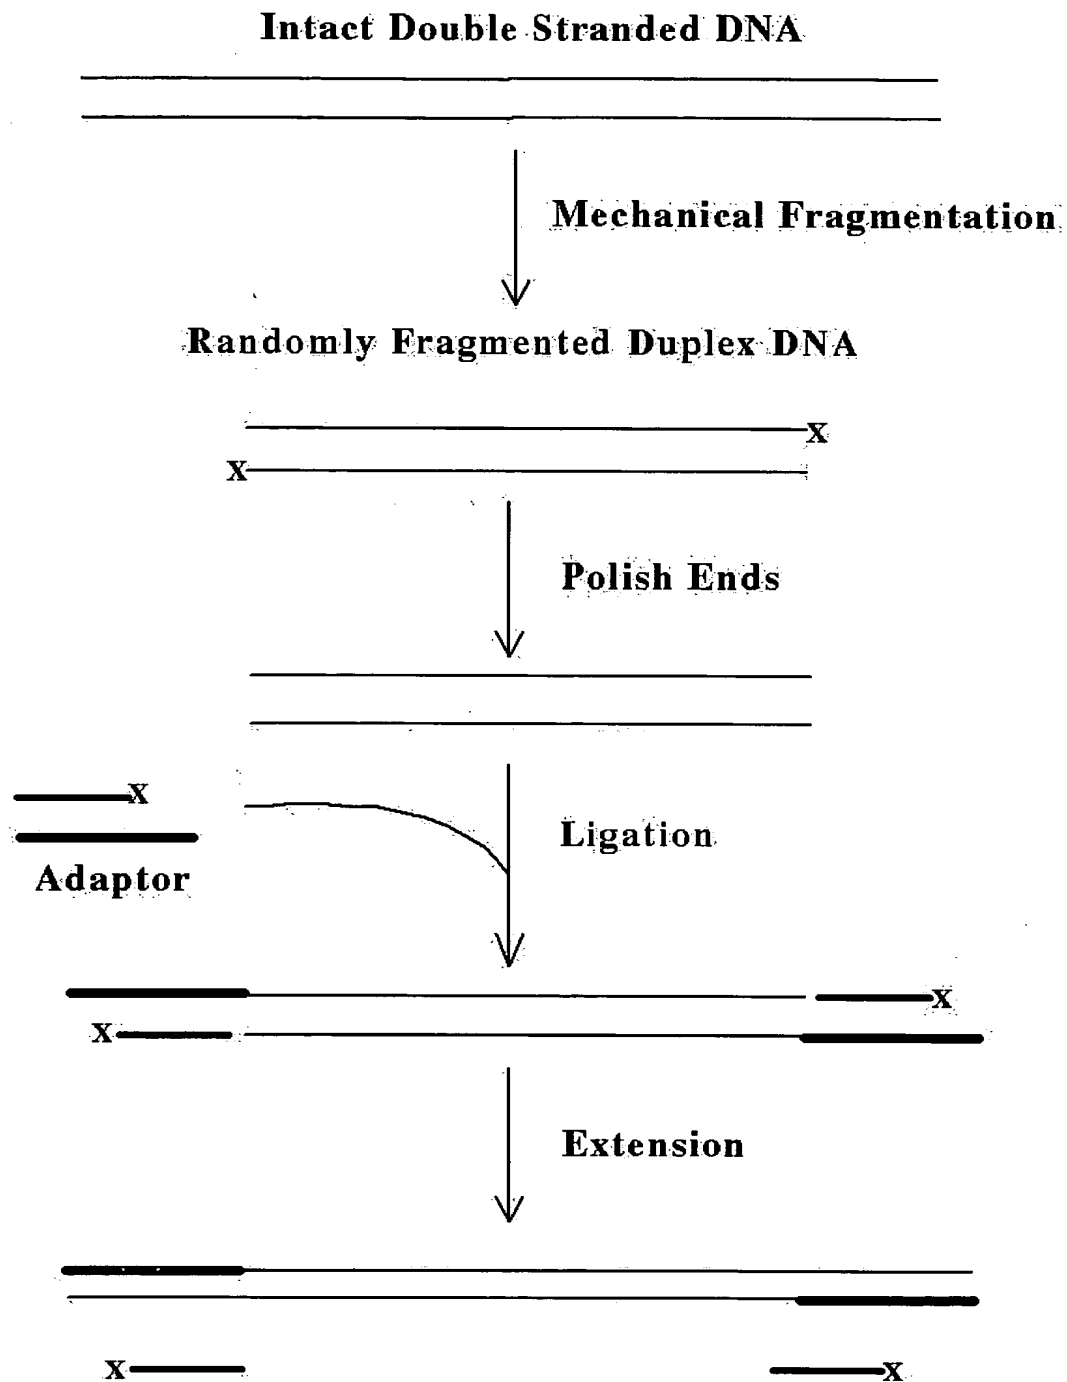 Intact Double Stranded DNA
Mechanical Fragmentation
Randomly Fragmented Duplex DNA
X
X
Polish Ends
X
Ligation
Adaptor
X
X
Extension
X
X